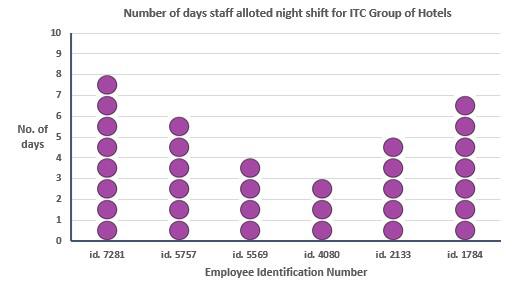 Number of days staff alloted night shift for ITC Group of Hotels
10
9
8
7
6
5
4
3
2
1
0
No. of
days
id. 7281 id. 5757 id. 5569 id. 4080 id. 2133 id. 1784
Employee Identification Number